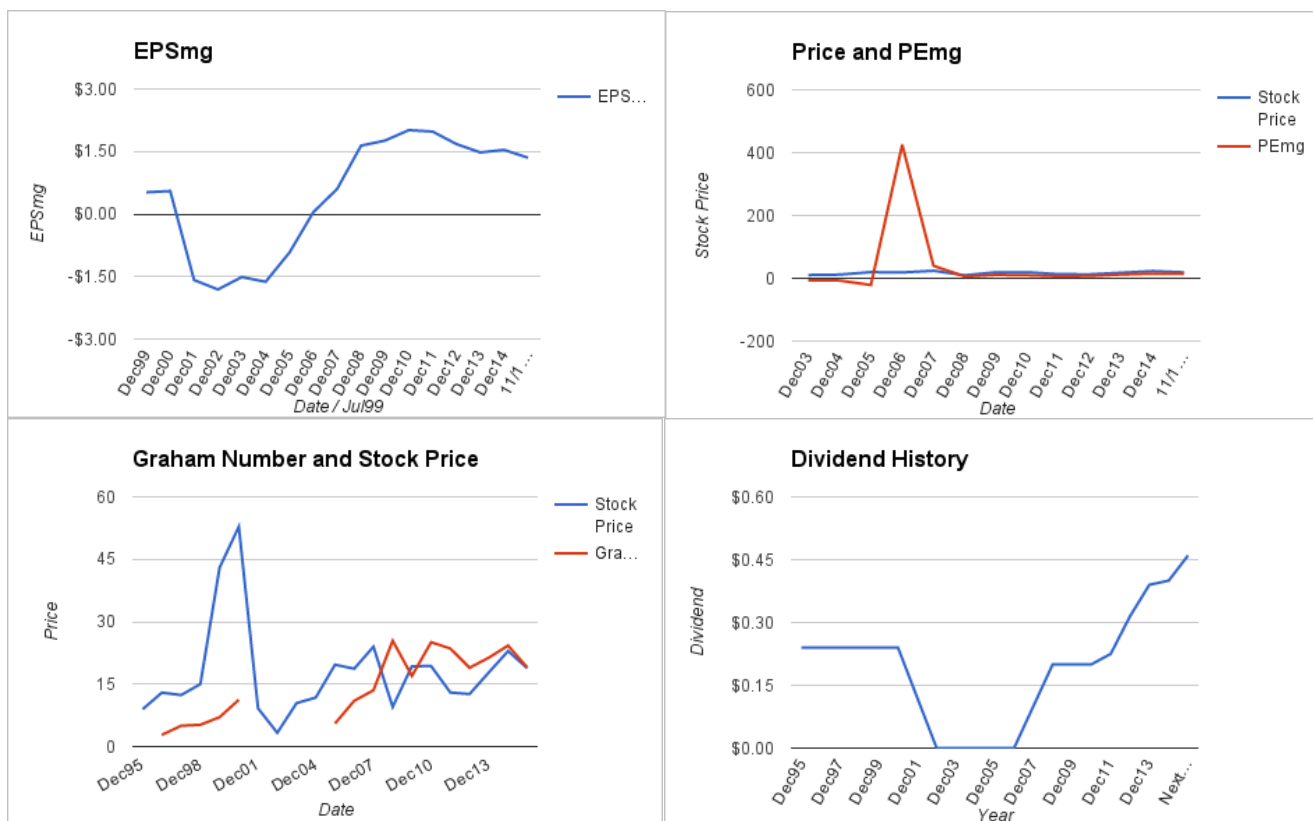 EPSmg
$3.00
$1.50
$0.00
-$1.50
-$3.00
EPSmg
EPS...
Dec99
Dec00
Dec01
Dec02
Dec03
Dec04
Dec05
Dec06
Dec07
Dec08
Dec09
Dec10
Dec11
Dec12
Dec13
Dec14
11/1 ...
Date / Jul99
Price and PEmg
600
400
200
0
-200
Stock Price
Stock
Price
PEmg
Dec03
Dec04
Dec05
Dec06
Dec07
Dec08
Dec09
Dec10
Dec11
Dec12
Dec13
Dec14
11/1 ...
Date
Graham Number and Stock Price
60
45
30
15
0
Price
Stock
Price
Gra...
Dec95
Dec98
Dec01
Dec04
Dec07
Dec10
Dec13
Date
Dividend History
$0.60
$0.45
$0.30
$0.15
$0.00
Dividend
Dec95
Dec97
Dec99
Dec01
Dec03
Dec05
Dec07
Dec09
Dec11
Dec13
Next...
Year